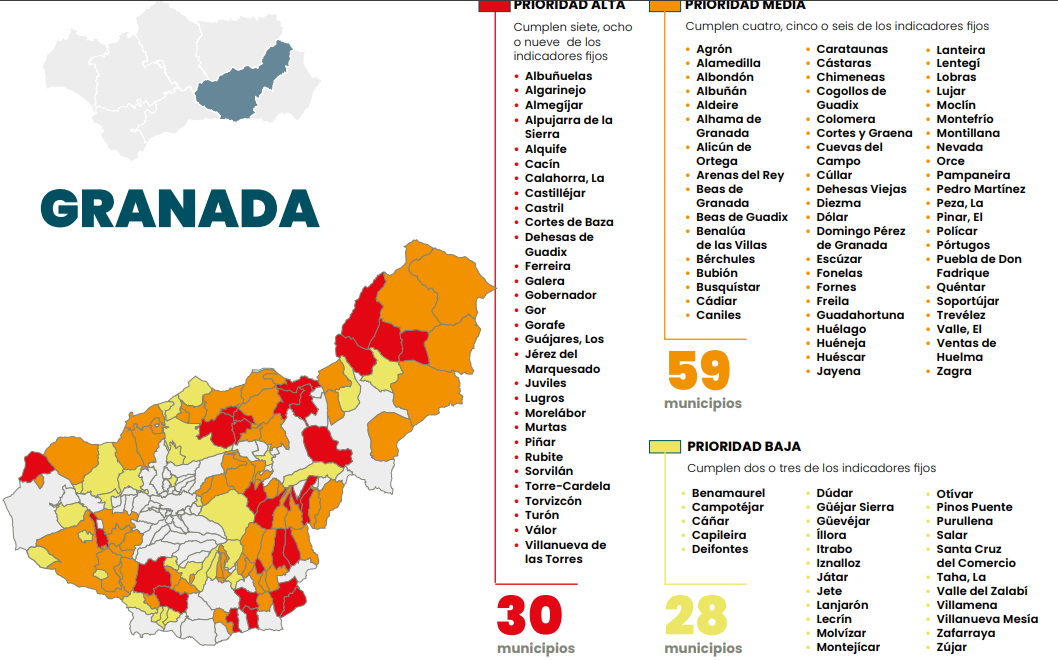 GRANADA
PRIORIDAD ALTA
Cumplen siete, ocho
o nueve de los
indicadores fijos
Albuñuelas
Algarinejo
Almegíjar
Alpujarra de la
Sierra
Alquife
Cacín
Calahorra, La
Castilléjar
Castril
Cortes de Baza
Dehesas de
Guadix
Ferreira
Galera
Gobernador
Gor
Gorafe
Guájares, Los
Jérez del
Marquesado
Juviles
Lugros
Morelábor
Murtas
Píñar
Rubite
Sorvilán
Torre-Cardela
Torvizcón
Turón
Válor
Villanueva de
las Torres
30
municipios
PRIORIDAD MEDIA
Cumplen cuatro, cinco o seis de los indicadores fijos
Agrón
Alamedilla
Albondón
Albuñán
Aldeire
Alhama de
Granada
Alicún de
Ortega
Arenas del Rey
Beas de
Granada
Beas de Guadix
Benalúa
de las Villas
Bérchules
Bubión
Busquístar
Cádiar
Caniles
Carataunas
Cástaras
Chimeneas
Cogollos de
Guadix
Colomera
Cortes y Graena
Cuevas del
Campo
Cúllar
Dehesas Viejas
Diezma
Dólar
Domingo Pérez
de Granada
Escúzar
Fonelas
Fornes
Freila
Guadahortuna
Huélago
Huéneja
Huéscar
Jayena
Lanteira
Lentegí
Lobras
Lujar
Moclín
Montefrío
Montillana
Nevada
Orce
Pampaneira
Pedro Martínez
Peza, La
Pinar, El
Polícar
Pórtugos
Puebla de Don
Fadrique
Quéntar
Soportújar
Trevélez
Valle, El
Ventas de
Huelma
Zagra
59
municipios
PRIORIDAD BAJA
Cumplen dos o tres de los indicadores fijos
Benamaurel
Campotéjar
Cáñar
Capileira
Deifontes
Dúdar
Güéjar Sierra
Güevéjar
Íllora
Itrabo
Iznalloz
Játar
Jete
Lanjarón
Lecrín
Molvízar
Montejícar
Otívar
Pinos Puente
Purullena
Salar
Santa Cruz
del Comercio
Taha, La
Valle del Zalabí
Villamena
Villanueva Mesía
Zafarraya
Zújar
28
municipios